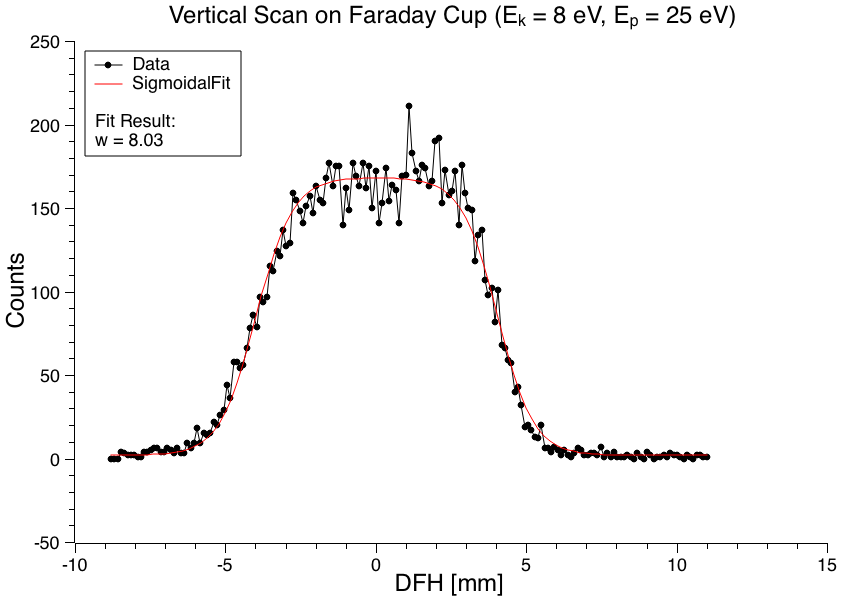 Vertical Scan on Faraday Cup (Eₖ = 8 eV, Eₚ = 25 eV)
250
Data
SigmoidalFit
Fit Result:
w = 8.03
200
150
100
50
0
-50
Counts
-10 -5 0 5 10 15
DFH [mm]